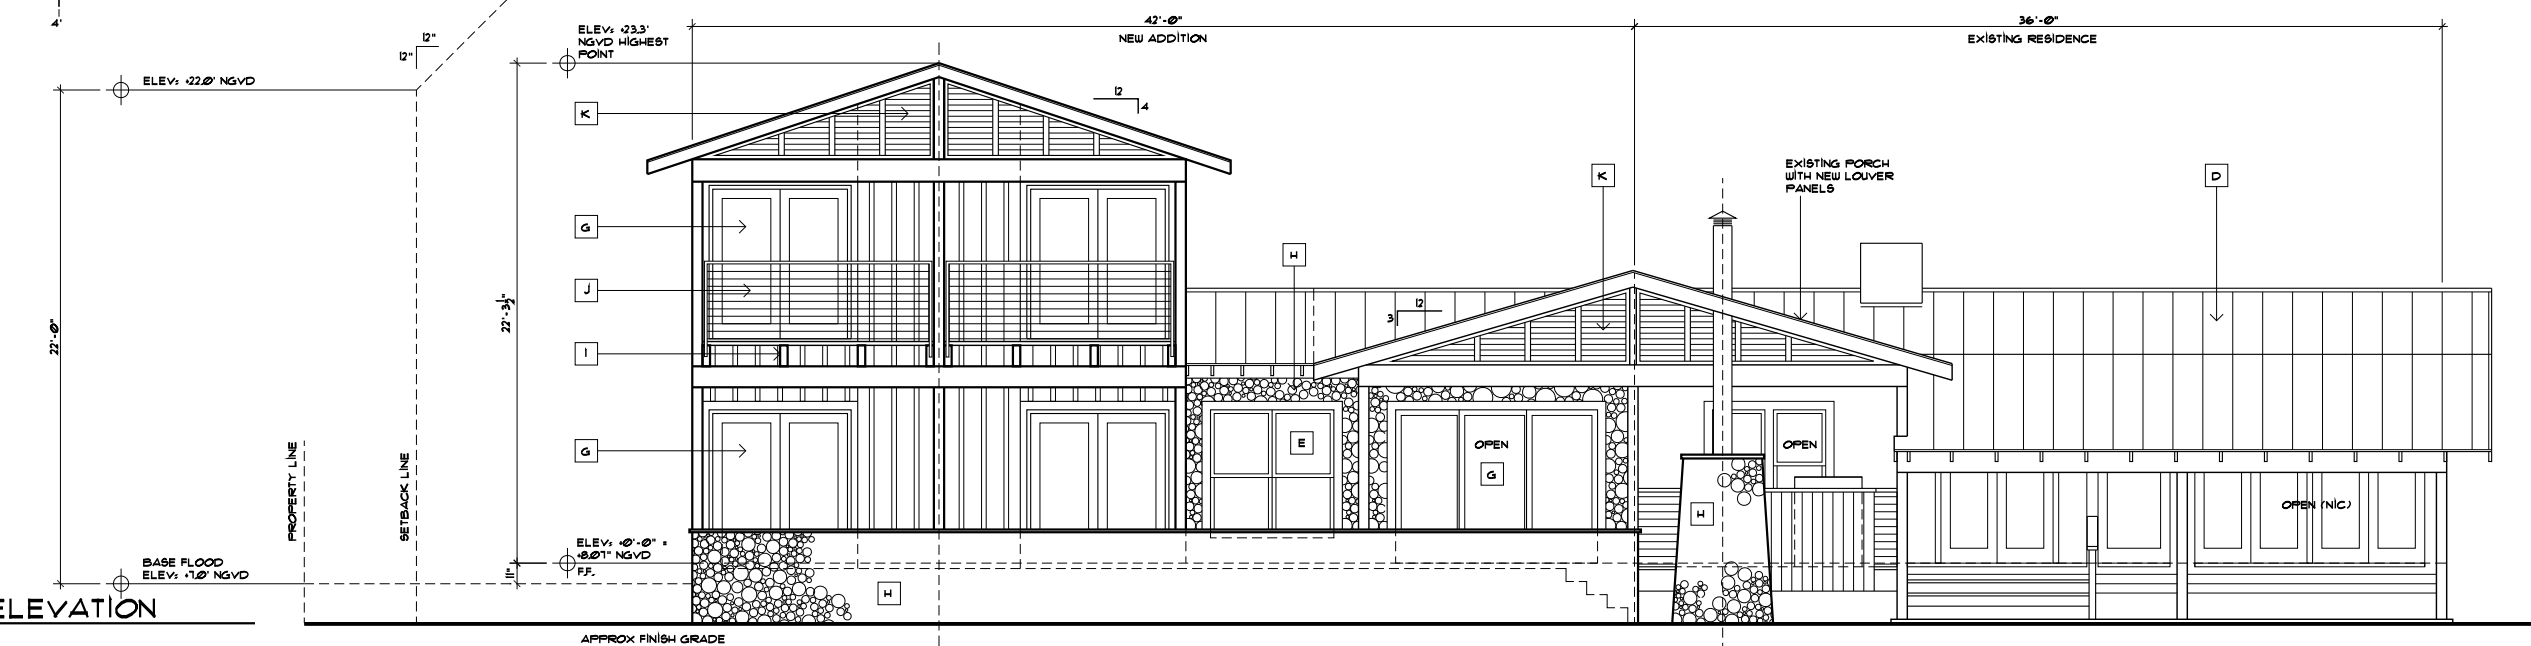 4'
12"
12"
ELEV: +22.0' NGVD
22'-0"
BASE FLOOD
ELEV: +7.0' NGVD
ELEVATION
PROPERTY LINE
SETBACK LINE
ELEV: +23.3'
NGVD HIGHEST
POINT
42'-0"
NEW ADDITION
36'-0"
EXISTING RESIDENCE
K
12
4
G
J
22'-3½"
I
G
H
K
EXISTING PORCH
WITH NEW LOUVER
PANELS
D
12
3
E
OPEN
G
OPEN
H
OPEN (NIC)
ELEV: +0'-0" =
+8.07" NGVD
F.F.
11"
H
APPROX FINISH GRADE